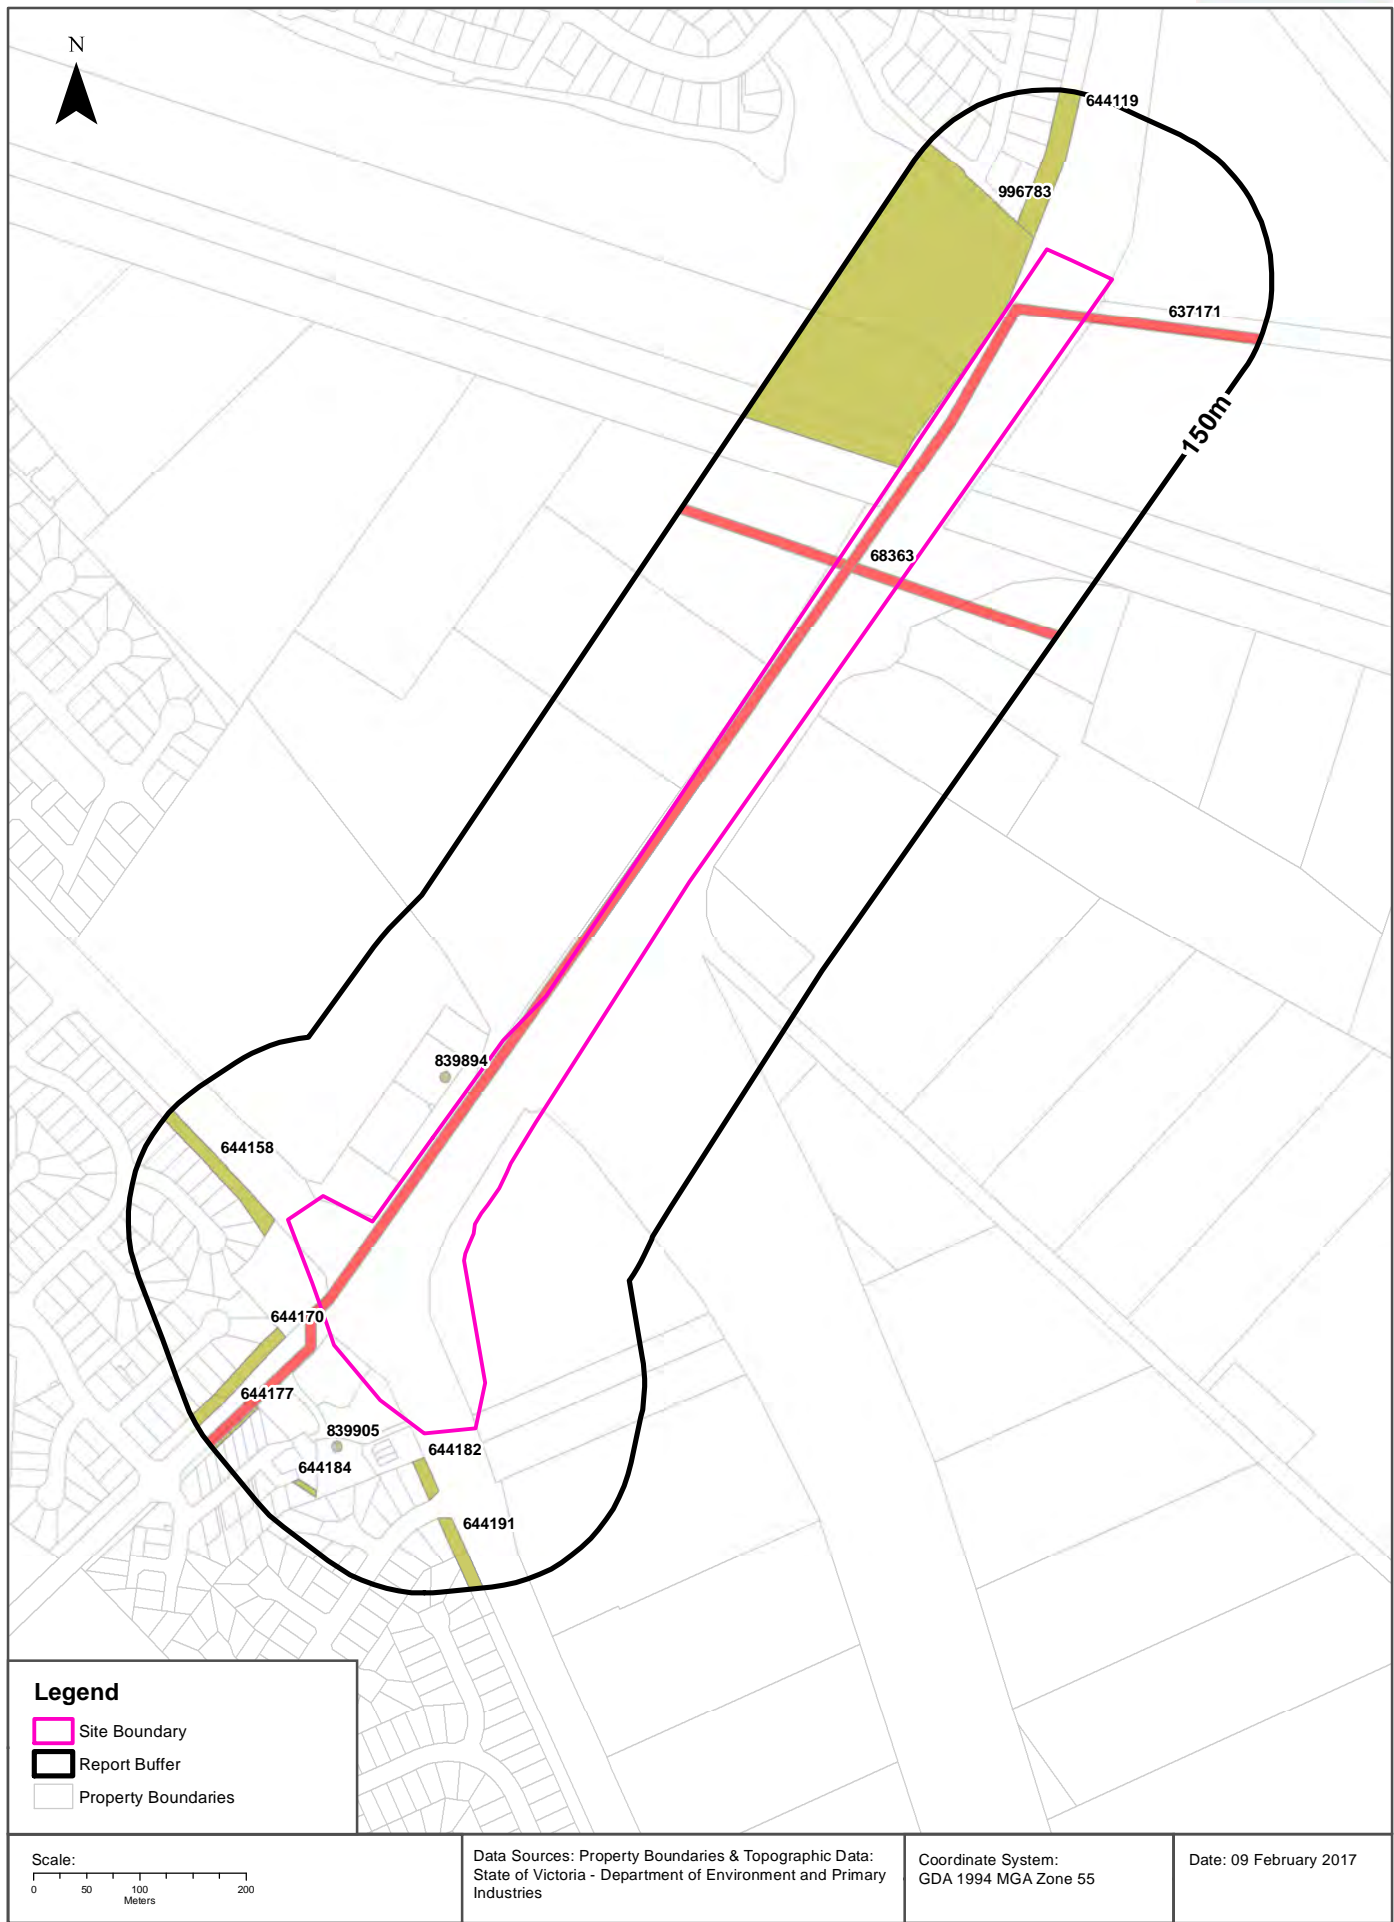 N
644119
996783
637171
150m
68363
839894
644158
644170
644177
839905
644182
644184
644191
Legend
Site Boundary
Report Buffer
Property Boundaries
Scale:
0 50 100 200
Meters
Data Sources: Property Boundaries & Topographic Data:
State of Victoria - Department of Environment and Primary
Industries
Coordinate System:
GDA 1994 MGA Zone 55
Date: 09 February 2017